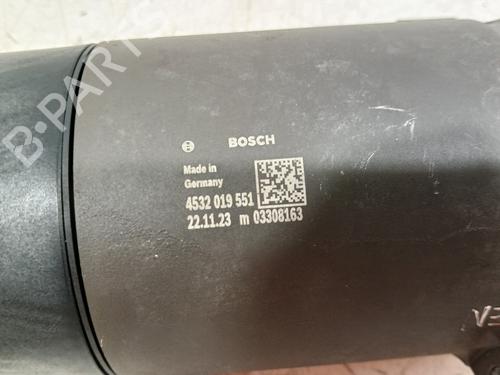 B-PARTS
BOSCH
Made in
Germany
4532 019 551
22.11.23 m 03308163